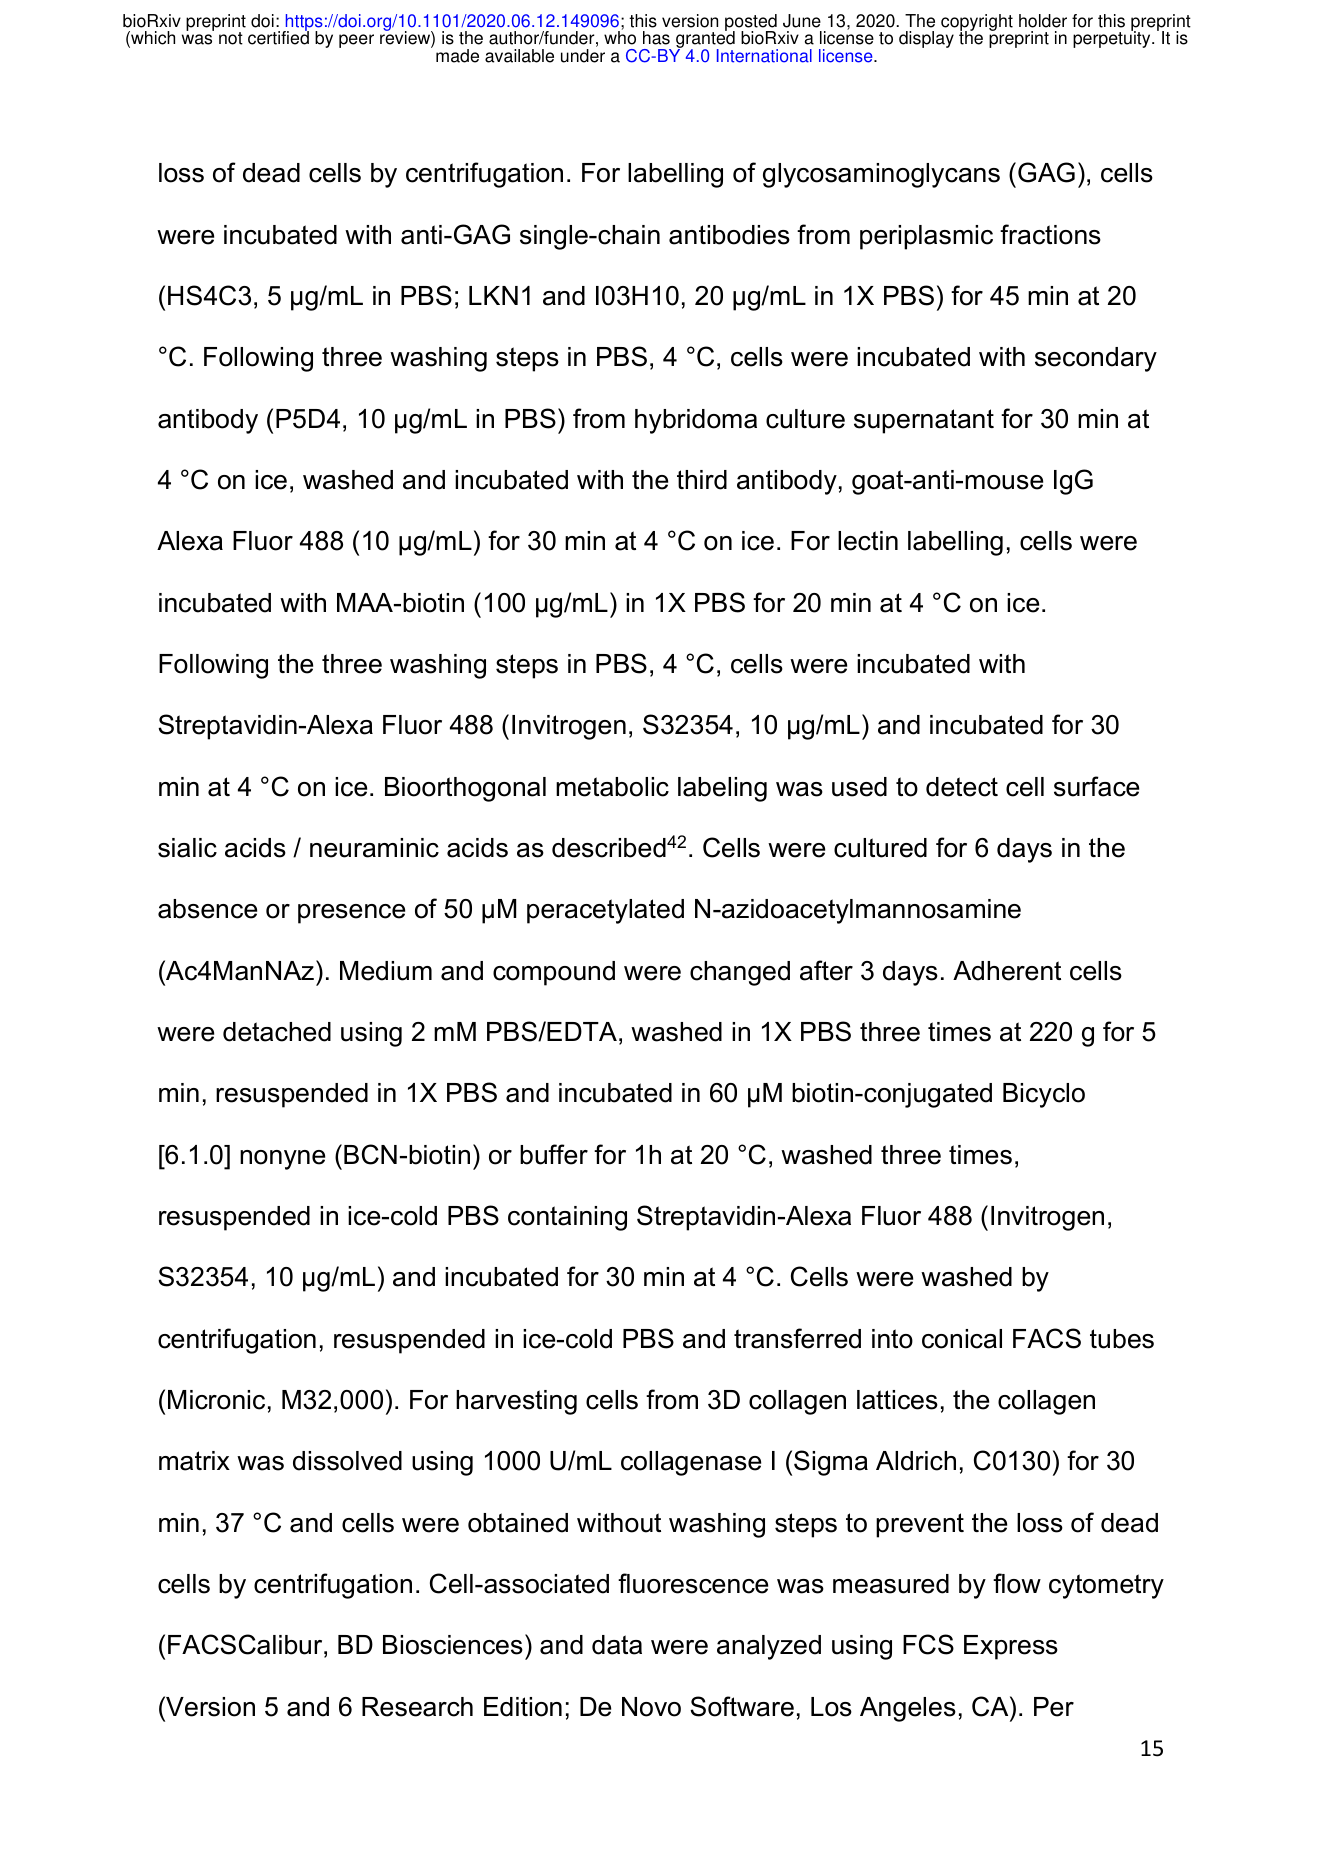 bioRxiv preprint doi: https://doi.org/10.1101/2020.06.12.149096; this version posted June 13, 2020. The copyright holder for this preprint
(which was not certified by peer review) is the author/funder, who has granted bioRxiv a license to display the preprint in perpetuity. It is
made available under a CC-BY 4.0 International license.
loss of dead cells by centrifugation. For labelling of glycosaminoglycans (GAG), cells
were incubated with anti-GAG single-chain antibodies from periplasmic fractions
(HS4C3, 5 µg/mL in PBS; LKN1 and I03H10, 20 µg/mL in 1X PBS) for 45 min at 20
°C. Following three washing steps in PBS, 4 °C, cells were incubated with secondary
antibody (P5D4, 10 µg/mL in PBS) from hybridoma culture supernatant for 30 min at
4 °C on ice, washed and incubated with the third antibody, goat-anti-mouse IgG
Alexa Fluor 488 (10 µg/mL) for 30 min at 4 °C on ice. For lectin labelling, cells were
incubated with MAA-biotin (100 µg/mL) in 1X PBS for 20 min at 4 °C on ice.
Following the three washing steps in PBS, 4 °C, cells were incubated with
Streptavidin-Alexa Fluor 488 (Invitrogen, S32354, 10 µg/mL) and incubated for 30
min at 4 °C on ice. Bioorthogonal metabolic labeling was used to detect cell surface
sialic acids / neuraminic acids as described42. Cells were cultured for 6 days in the
absence or presence of 50 µM peracetylated N-azidoacetylmannosamine
(Ac4ManNAz). Medium and compound were changed after 3 days. Adherent cells
were detached using 2 mM PBS/EDTA, washed in 1X PBS three times at 220 g for 5
min, resuspended in 1X PBS and incubated in 60 µM biotin-conjugated Bicyclo
[6.1.0] nonyne (BCN-biotin) or buffer for 1h at 20 °C, washed three times,
resuspended in ice-cold PBS containing Streptavidin-Alexa Fluor 488 (Invitrogen,
S32354, 10 µg/mL) and incubated for 30 min at 4 °C. Cells were washed by
centrifugation, resuspended in ice-cold PBS and transferred into conical FACS tubes
(Micronic, M32,000). For harvesting cells from 3D collagen lattices, the collagen
matrix was dissolved using 1000 U/mL collagenase I (Sigma Aldrich, C0130) for 30
min, 37 °C and cells were obtained without washing steps to prevent the loss of dead
cells by centrifugation. Cell-associated fluorescence was measured by flow cytometry
(FACSCalibur, BD Biosciences) and data were analyzed using FCS Express
(Version 5 and 6 Research Edition; De Novo Software, Los Angeles, CA). Per
15